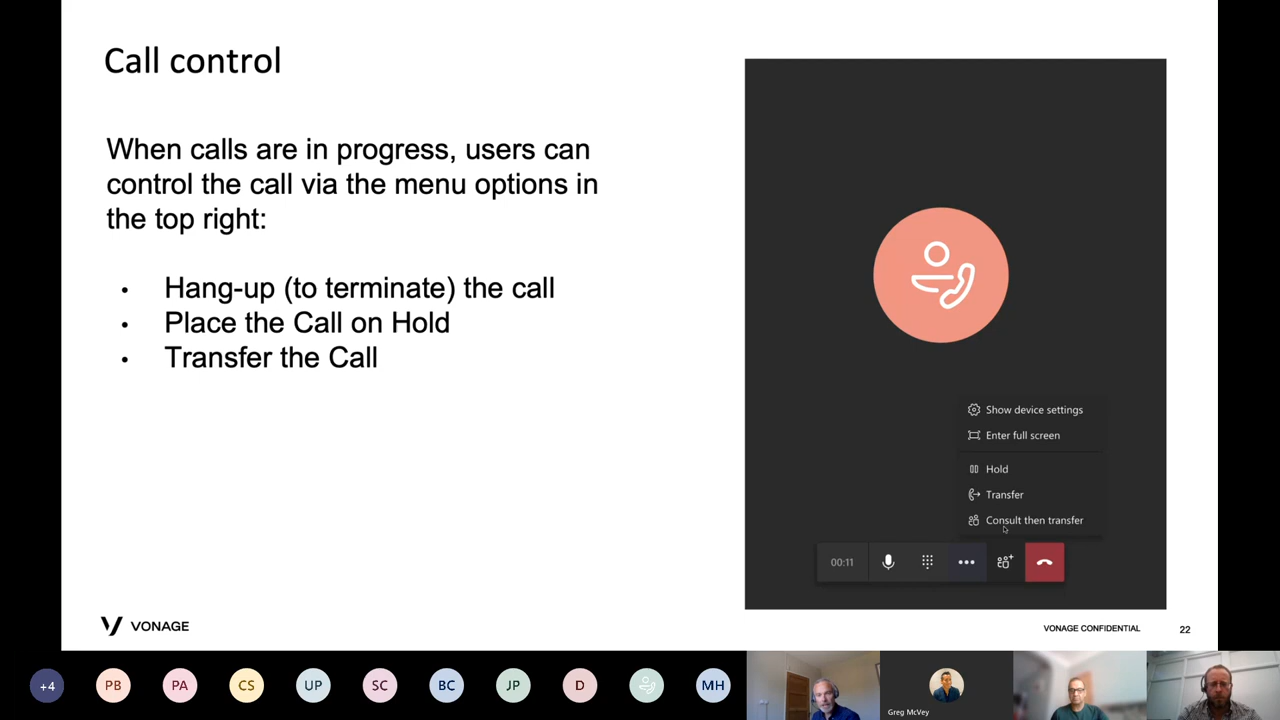 Call control
When calls are in progress, users can
control the call via the menu options in
the top right:
• Hang-up (to terminate) the call
• Place the Call on Hold
• Transfer the Call
Show device settings
Enter full screen
Hold
Transfer
Consult then transfer
00:11
VONAGE
VONAGE CONFIDENTIAL
22
+4
PB
PA
CS
UP
SC
BC
JP
D
MH
Greg McVey